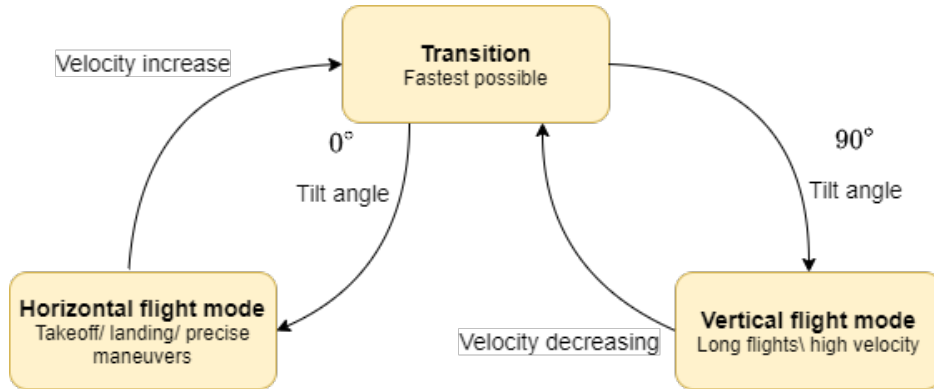 Transition
Fastest possible
Velocity increase
0°
Tilt angle
90°
Tilt angle
Horizontal flight mode
Takeoff/ landing/ precise
maneuvers
Velocity decreasing
Vertical flight mode
Long flights\ high velocity